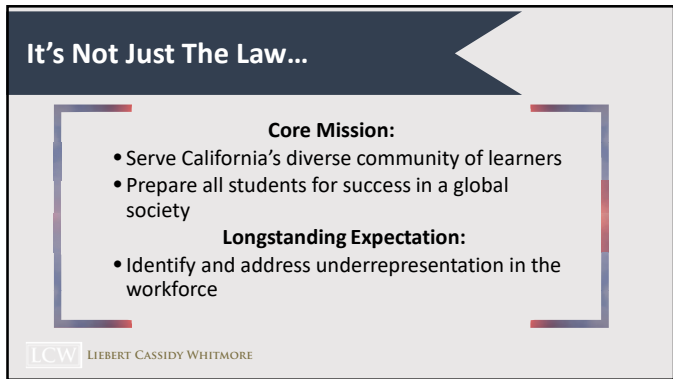 It’s Not Just The Law…
Core Mission:
• Serve California’s diverse community of learners
• Prepare all students for success in a global
society
Longstanding Expectation:
• Identify and address underrepresentation in the
workforce
LCW LIEBERT CASSIDY WHITMORE